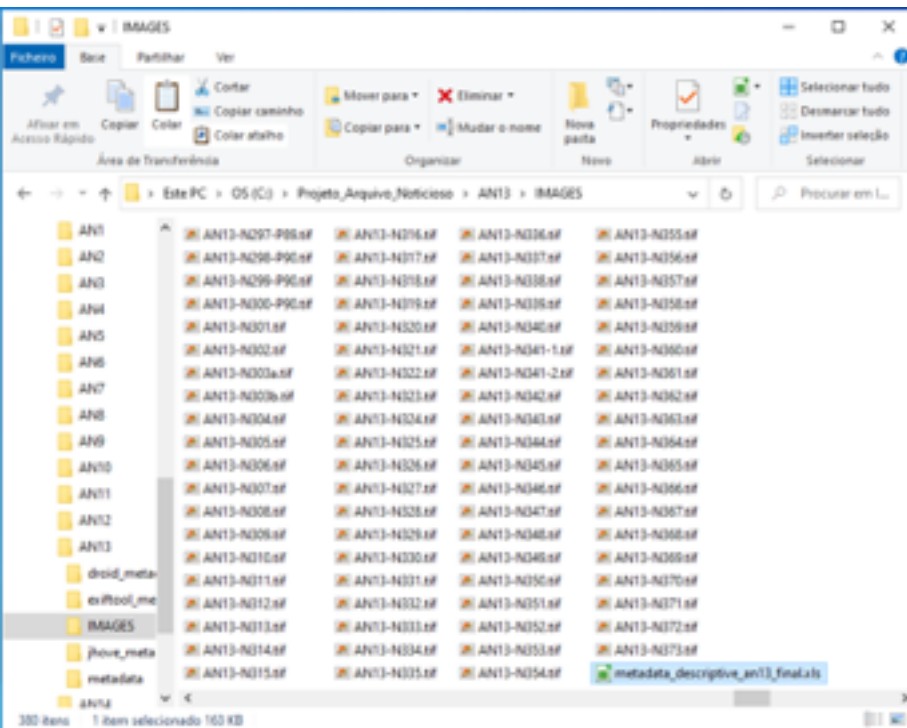 IMAGES
Ficheiro Base Partilhar Ver
Afixar em Acesso Rápido
Copiar
Colar
Cortar
Copiar caminho
Colar atalho
Área de Transferência
Mover para
Copiar para
Eliminar
Mudar o nome
Organizar
Nova pasta
Novo
Propriedades
Abrir
Selecionar tudo
Desmarcar tudo
Inverter seleção
Selecionar
Este PC > OS (C:) > Projeto_Arquivo_Noticioso > AN13 > IMAGES
Procurar em I...
AN1
AN2
AN3
AN4
AN5
AN6
AN7
AN8
AN9
AN10
AN11
AN12
AN13
droid_meta
exiftool_me
IMAGES
jhove_meta
metadata
AN14
AN13-N297-P89.tif
AN13-N298-P90.tif
AN13-N299-P90.tif
AN13-N300-P90.tif
AN13-N301.tif
AN13-N302.tif
AN13-N303a.tif
AN13-N303b.tif
AN13-N304.tif
AN13-N305.tif
AN13-N306.tif
AN13-N307.tif
AN13-N308.tif
AN13-N309.tif
AN13-N310.tif
AN13-N311.tif
AN13-N312.tif
AN13-N313.tif
AN13-N314.tif
AN13-N315.tif
AN13-N316.tif
AN13-N317.tif
AN13-N318.tif
AN13-N319.tif
AN13-N320.tif
AN13-N321.tif
AN13-N322.tif
AN13-N323.tif
AN13-N324.tif
AN13-N325.tif
AN13-N326.tif
AN13-N327.tif
AN13-N328.tif
AN13-N329.tif
AN13-N330.tif
AN13-N331.tif
AN13-N332.tif
AN13-N333.tif
AN13-N334.tif
AN13-N335.tif
AN13-N336.tif
AN13-N337.tif
AN13-N338.tif
AN13-N339.tif
AN13-N340.tif
AN13-N341-1.tif
AN13-N341-2.tif
AN13-N342.tif
AN13-N343.tif
AN13-N344.tif
AN13-N345.tif
AN13-N346.tif
AN13-N347.tif
AN13-N348.tif
AN13-N349.tif
AN13-N350.tif
AN13-N351.tif
AN13-N352.tif
AN13-N353.tif
AN13-N354.tif
AN13-N355.tif
AN13-N356.tif
AN13-N357.tif
AN13-N358.tif
AN13-N359.tif
AN13-N360.tif
AN13-N361.tif
AN13-N362.tif
AN13-N363.tif
AN13-N364.tif
AN13-N365.tif
AN13-N366.tif
AN13-N367.tif
AN13-N368.tif
AN13-N369.tif
AN13-N370.tif
AN13-N371.tif
AN13-N372.tif
AN13-N373.tif
metadata_descriptive_an13_final.xls
380 itens 1 item selecionado 163 KB